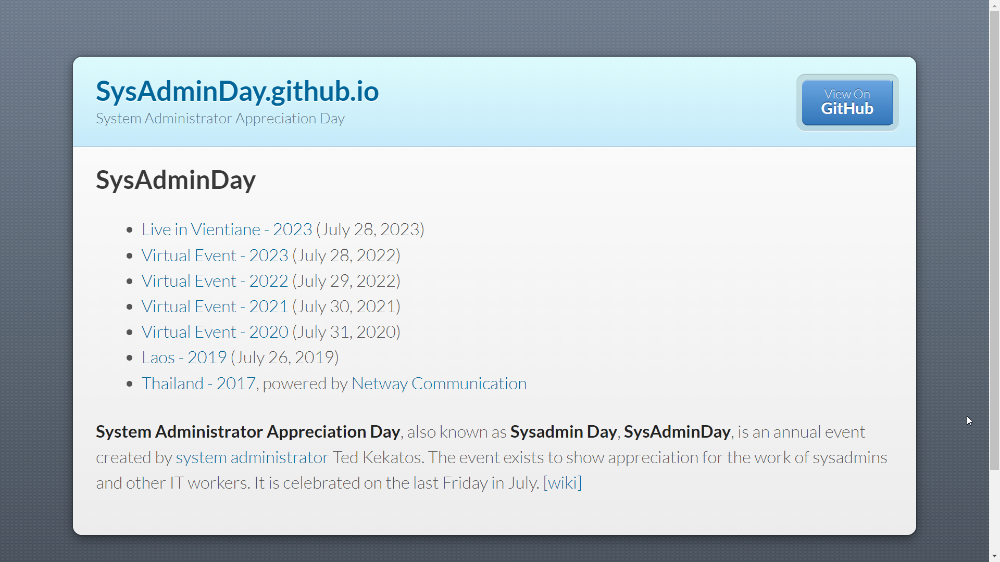 SysAdminDay.github.io
System Administrator Appreciation Day
View On
GitHub
SysAdminDay
Live in Vientiane - 2023 (July 28, 2023)
Virtual Event - 2023 (July 28, 2022)
Virtual Event - 2022 (July 29, 2022)
Virtual Event - 2021 (July 30, 2021)
Virtual Event - 2020 (July 31, 2020)
Laos - 2019 (July 26, 2019)
Thailand - 2017, powered by Netway Communication
System Administrator Appreciation Day, also known as Sysadmin Day, SysAdminDay, is an annual event
created by system administrator Ted Kekatos. The event exists to show appreciation for the work of sysadmins
and other IT workers. It is celebrated on the last Friday in July. [wiki]